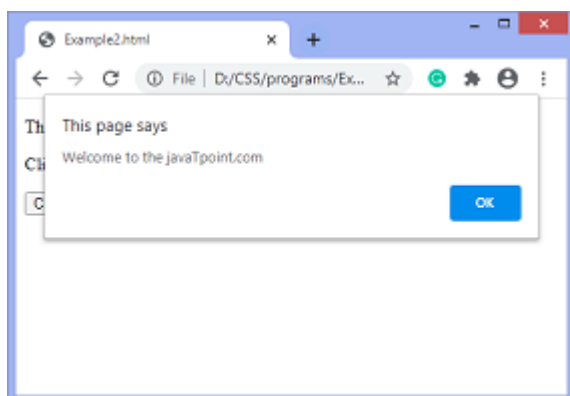 Example2.html
File | D:/CSS/programs/Ex...
This page says
Welcome to the javaTpoint.com
OK